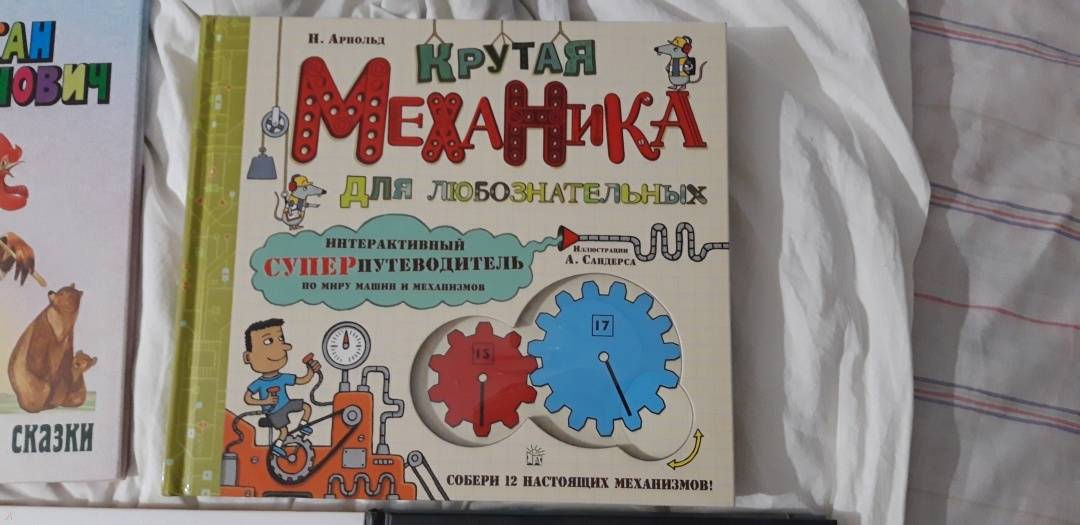 Н. Арнольд
КРУТАЯ
МЕХАНИКА
ДЛЯ ЛЮБОЗНАТЕЛЬНЫХ
ИНТЕРАКТИВНЫЙ
СУПЕРПУТЕВОДИТЕЛЬ
ПО МИРУ МАШИН И МЕХАНИЗМОВ
Иллюстрации
А. Сандерса
15
17
СОБЕРИ 12 НАСТОЯЩИХ МЕХАНИЗМОВ!
СКАЗКИ